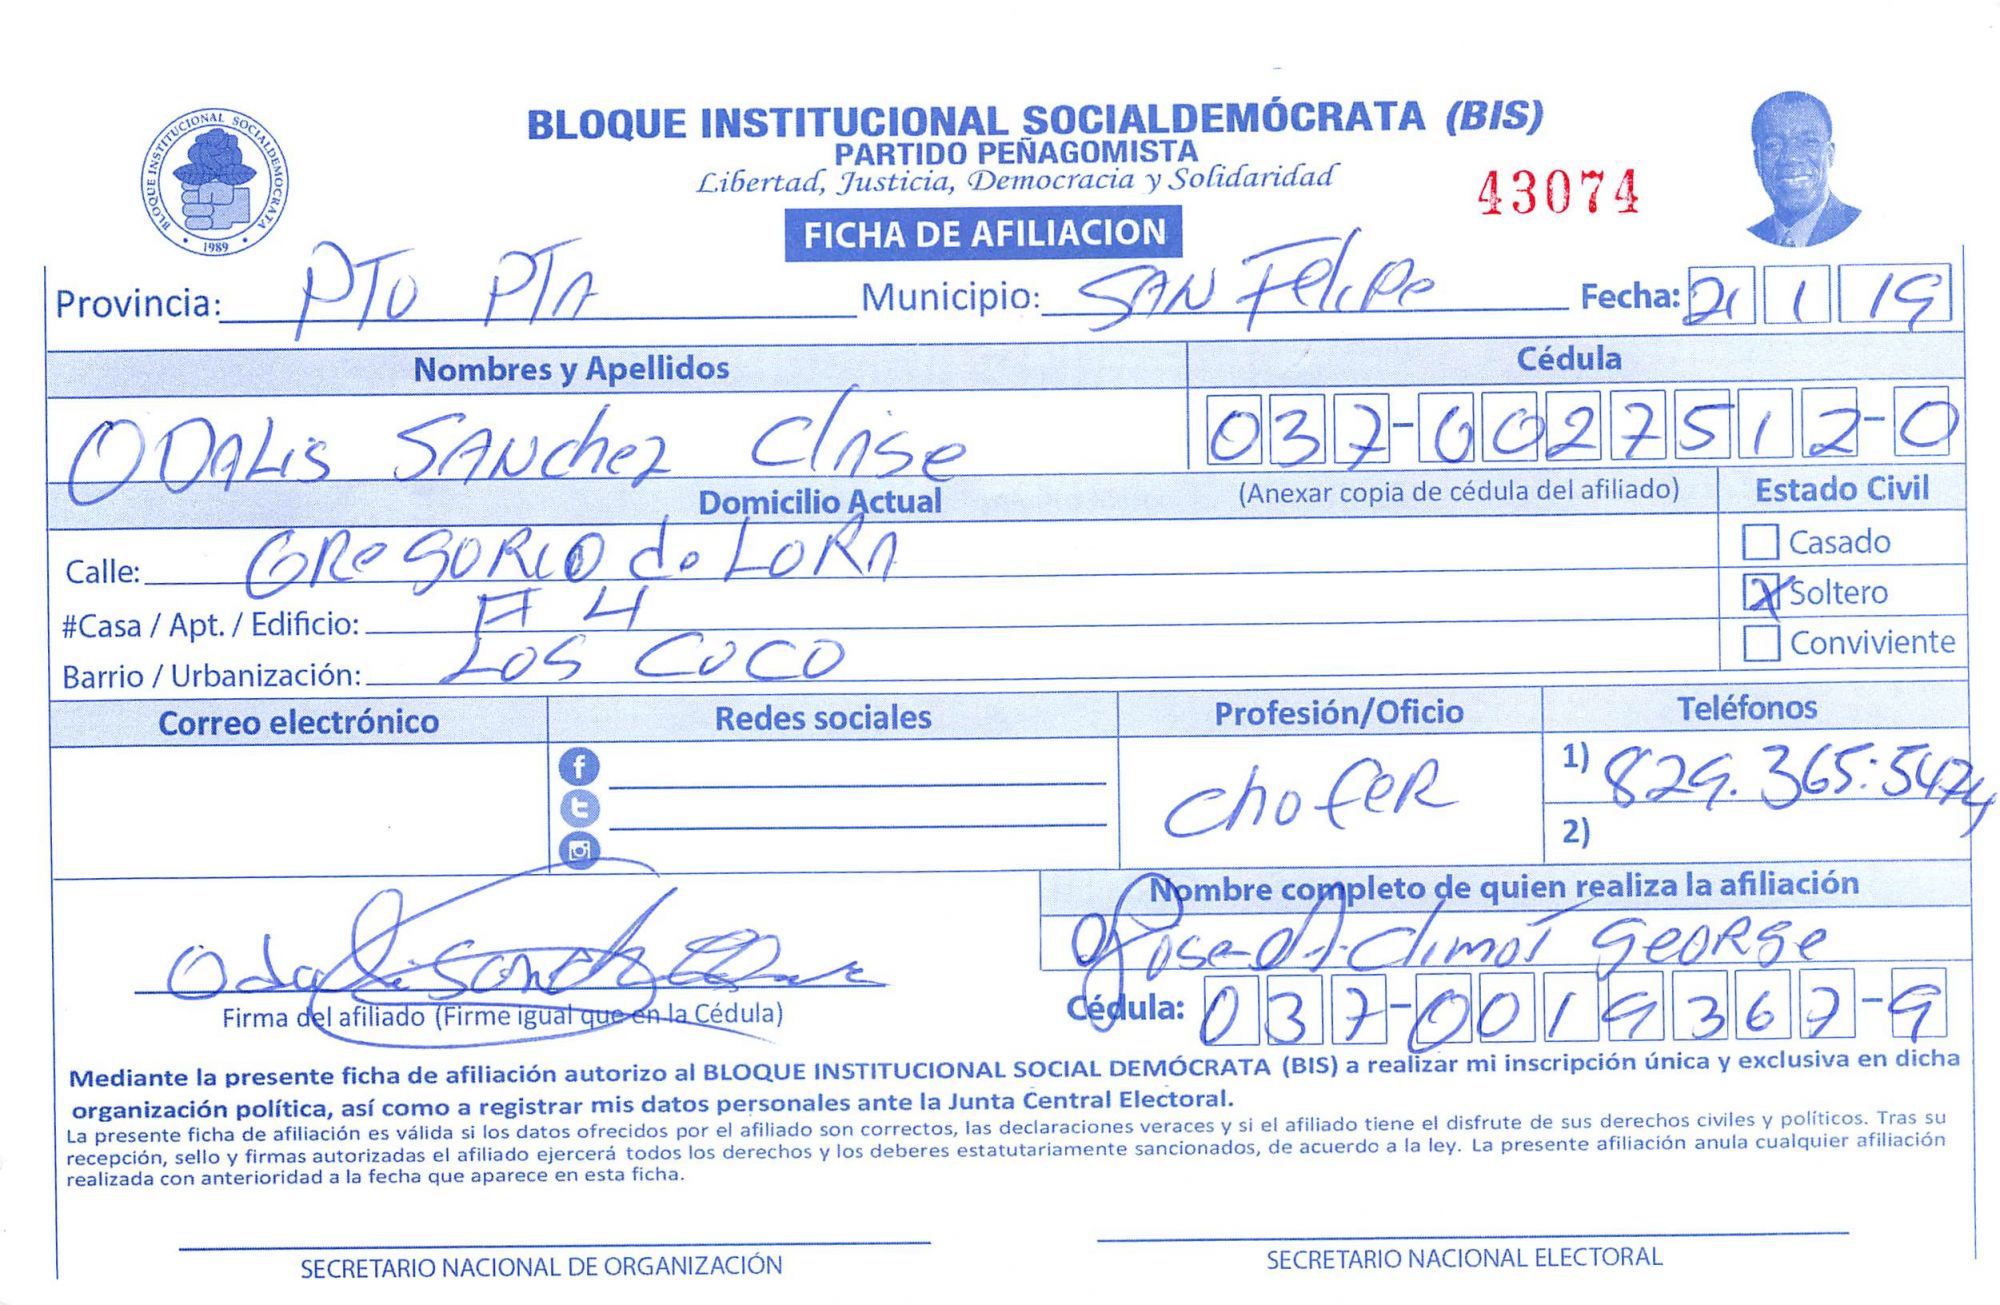 BLOQUE INSTITUCIONAL SOCIALDEMÓCRATA (BIS)
PARTIDO PEÑAGOMISTA
Libertad, Justicia, Democracia y Solidaridad
BLOQUE INSTITUCIONAL SOCIALDEMOCRATA
1989
43074
FICHA DE AFILIACION
Provincia: PTO PTA Municipio: SAN Felipe Fecha: 21 1 19
Nombres y Apellidos Cédula
ODALIS SANchez Clase 037-0027512-0
Domicilio Actual (Anexar copia de cédula del afiliado) Estado Civil
Calle: GReGORIO de LORA Casado
#Casa / Apt. / Edificio: # 4 X Soltero
Barrio / Urbanización: LOS COCO Conviviente
Correo electrónico Redes sociales Profesión/Oficio Teléfonos
chofeR 1) 829.365.5474
2)
Nombre completo de quien realiza la afiliación
George
Firma del afiliado (Firme igual que en la Cédula) Cédula: 037-0019367-9
Mediante la presente ficha de afiliación autorizo al BLOQUE INSTITUCIONAL SOCIAL DEMÓCRATA (BIS) a realizar mi inscripción única y exclusiva en dicha
organización política, así como a registrar mis datos personales ante la Junta Central Electoral.
La presente ficha de afiliación es válida si los datos ofrecidos por el afiliado son correctos, las declaraciones veraces y si el afiliado tiene el disfrute de sus derechos civiles y políticos. Tras su
recepción, sello y firmas autorizadas el afiliado ejercerá todos los derechos y los deberes estatutariamente sancionados, de acuerdo a la ley. La presente afiliación anula cualquier afiliación
realizada con anterioridad a la fecha que aparece en esta ficha.
SECRETARIO NACIONAL DE ORGANIZACIÓN SECRETARIO NACIONAL ELECTORAL